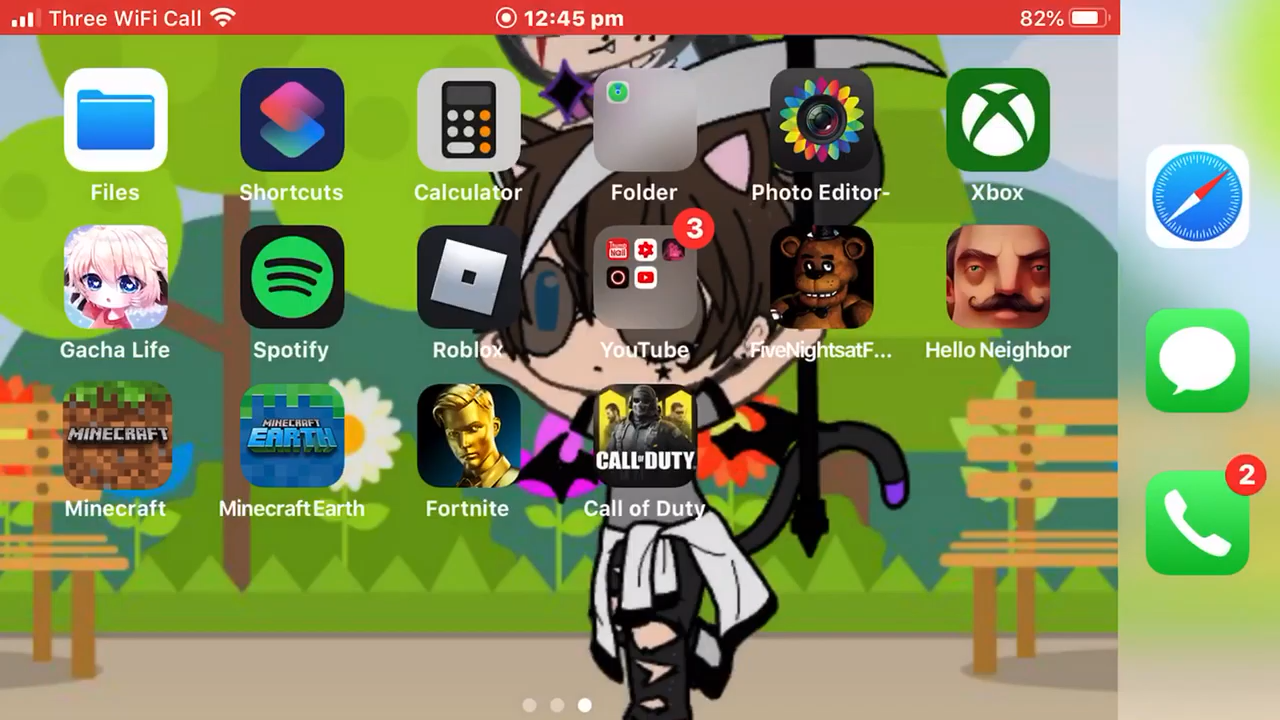 Three WiFi Call 12:45 pm 82%
Files Shortcuts Calculator Folder Photo Editor- Xbox
3
Gacha Life Spotify Roblox YouTube FiveNightsatF... Hello Neighbor
MINECRAFT
MINECRAFT
EARTH
CALL OF DUTY
Minecraft Minecraft Earth Fortnite Call of Duty
2